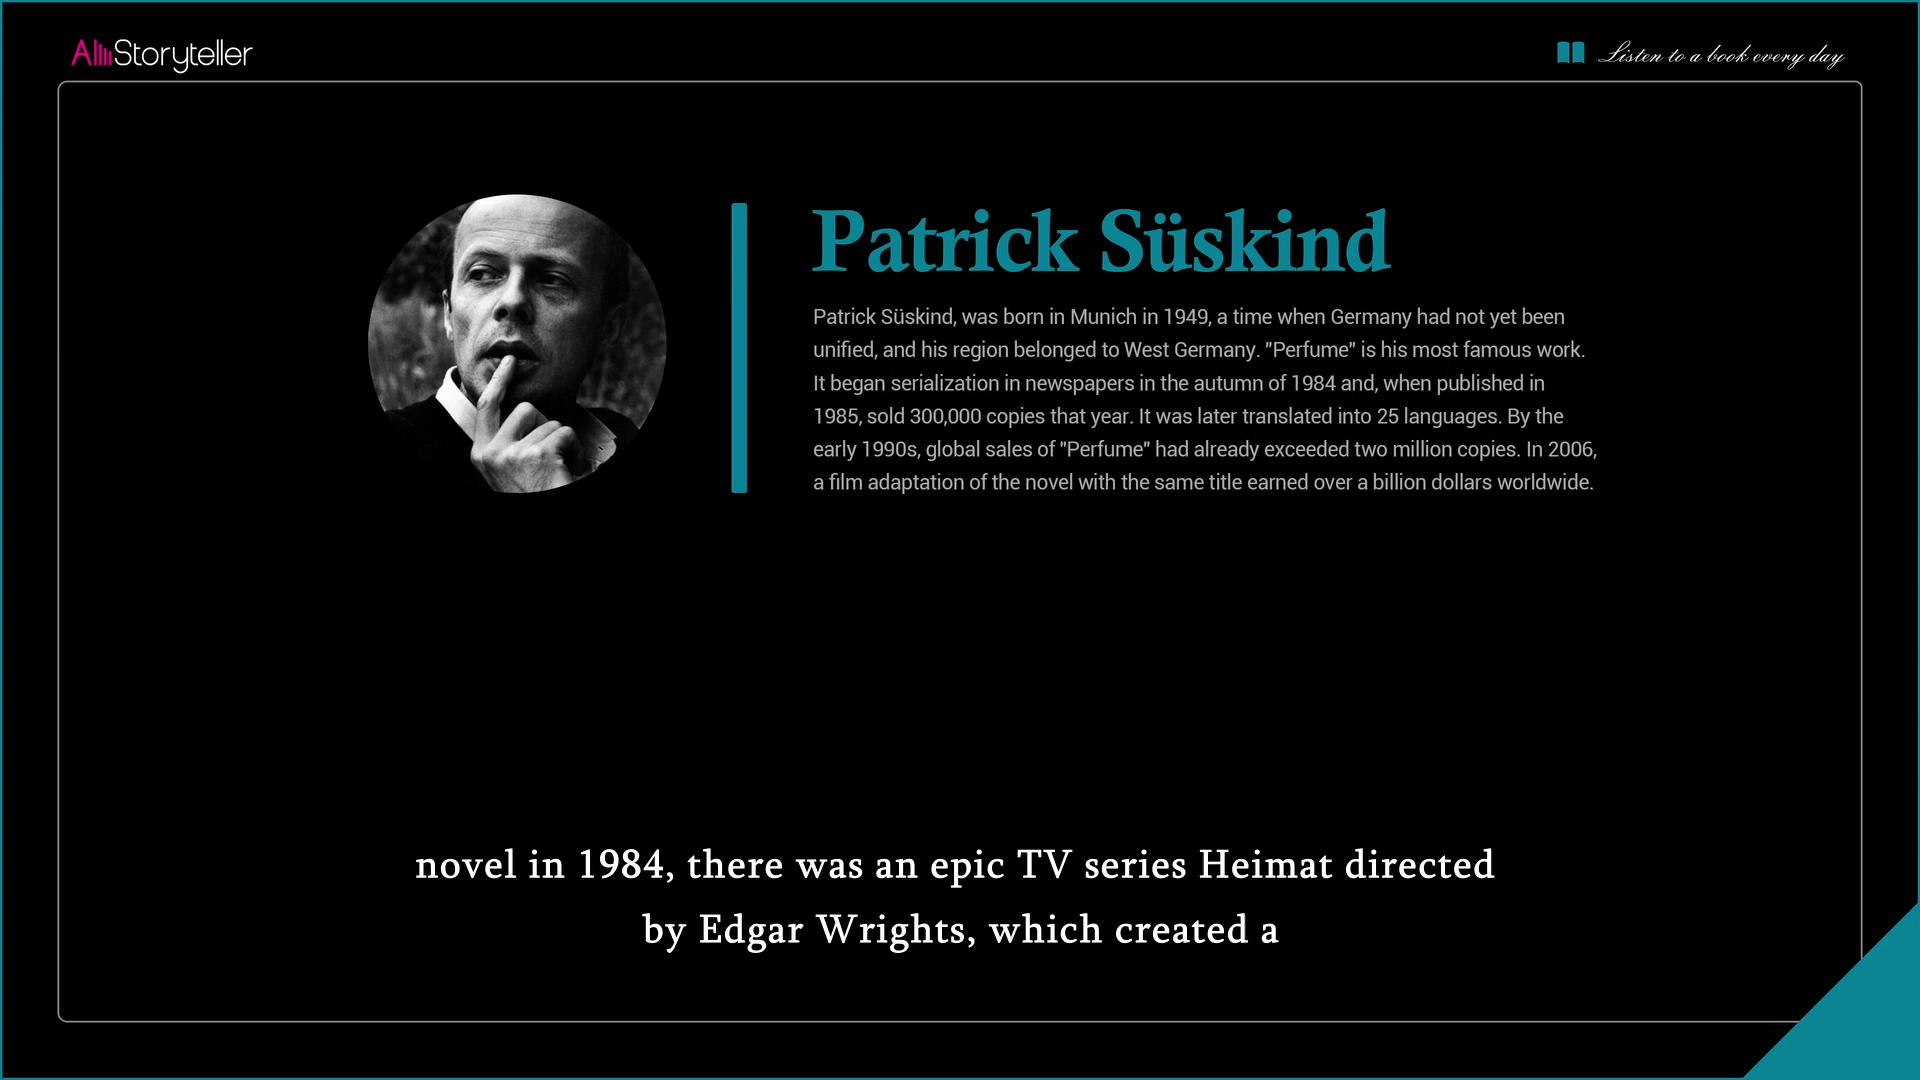 AllStoryteller
Listen to a book every day
Patrick Süskind
Patrick Süskind, was born in Munich in 1949, a time when Germany had not yet been
unified, and his region belonged to West Germany. "Perfume" is his most famous work.
It began serialization in newspapers in the autumn of 1984 and, when published in
1985, sold 300,000 copies that year. It was later translated into 25 languages. By the
early 1990s, global sales of "Perfume" had already exceeded two million copies. In 2006,
a film adaptation of the novel with the same title earned over a billion dollars worldwide.
novel in 1984, there was an epic TV series Heimat directed
by Edgar Wrights, which created a